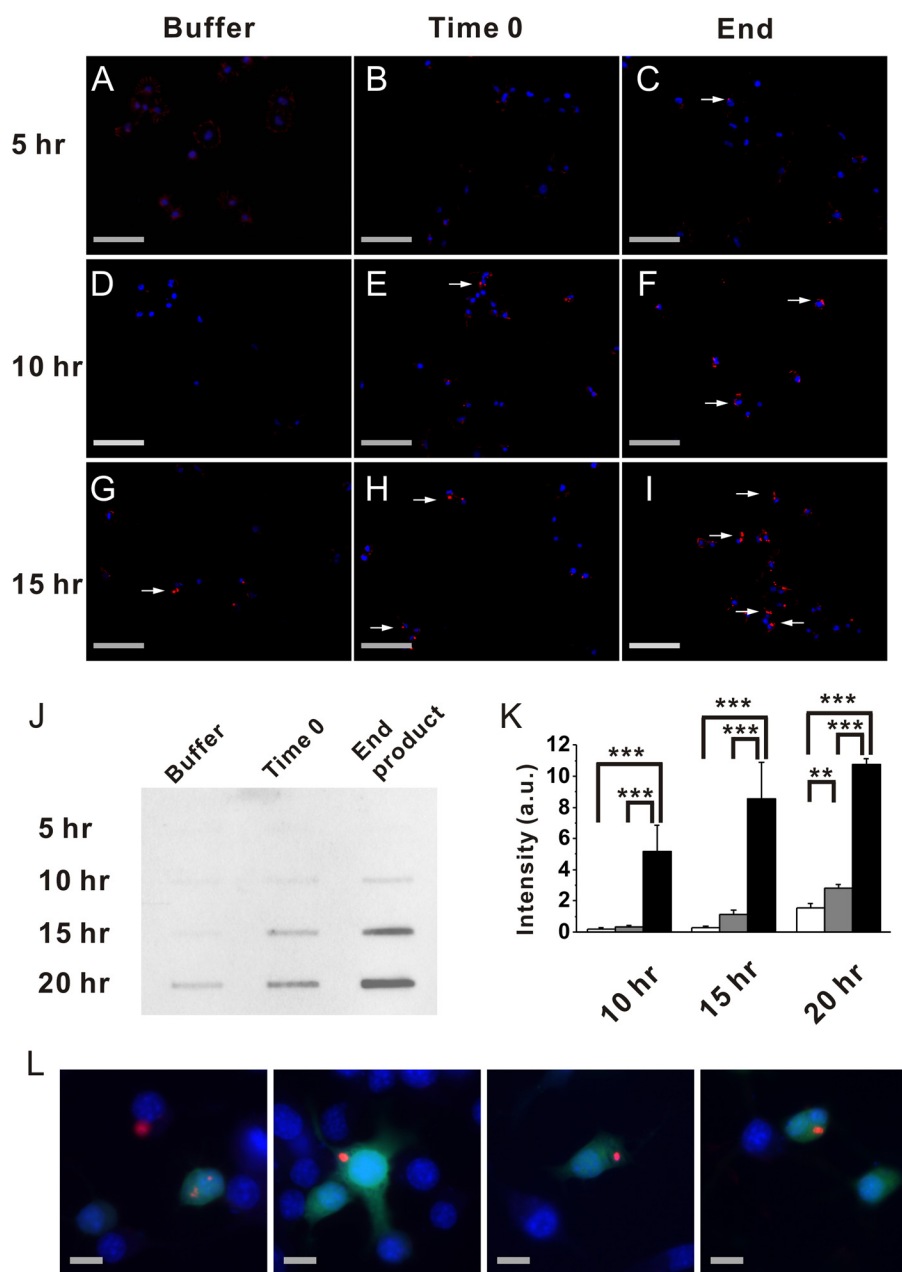 Buffer Time 0 End
5 hr
A B C
10 hr
D E F
15 hr
G H I
J
Buffer Time 0 End product
5 hr
10 hr
15 hr
20 hr
K
Intensity (a.u.)
12
10
8
6
4
2
0
*** ***
*** ***
** *** ***
10 hr 15 hr 20 hr
L